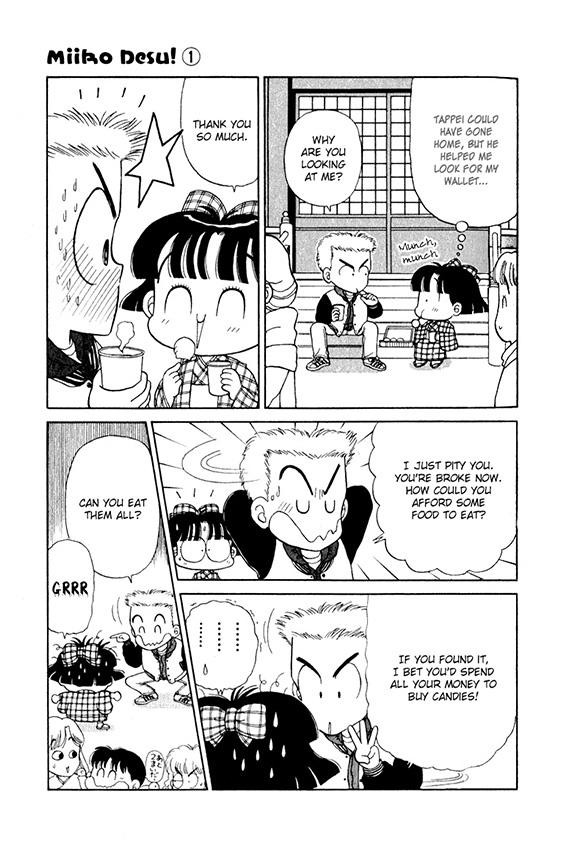 Miiko Desu! ①
TAPPEI COULD
HAVE GONE
HOME, BUT HE
HELPED ME
LOOK FOR MY
WALLET...
WHY
ARE YOU
LOOKING
AT ME?
Munch,
munch
THANK YOU
SO MUCH.
I JUST PITY YOU.
YOU'RE BROKE NOW.
HOW COULD YOU
AFFORD SOME
FOOD TO EAT?
IF YOU FOUND IT,
I BET YOU'D SPEND
ALL YOUR MONEY TO
BUY CANDIES!
CAN YOU EAT
THEM ALL?
GRRR